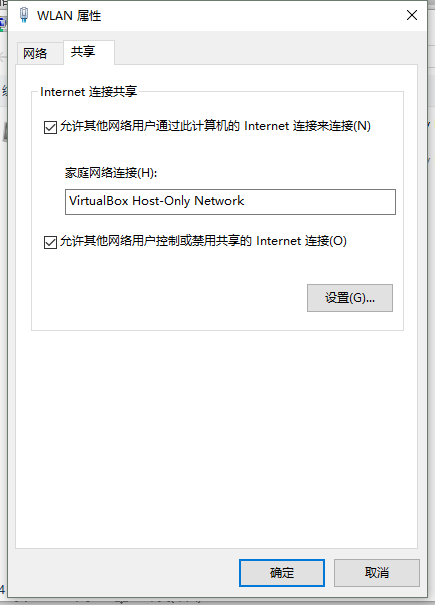 WLAN 属性
网络
共享
Internet 连接共享
允许其他网络用户通过此计算机的 Internet 连接来连接(N)
家庭网络连接(H):
VirtualBox Host-Only Network
允许其他网络用户控制或禁用共享的 Internet 连接(O)
设置(G)...
确定
取消